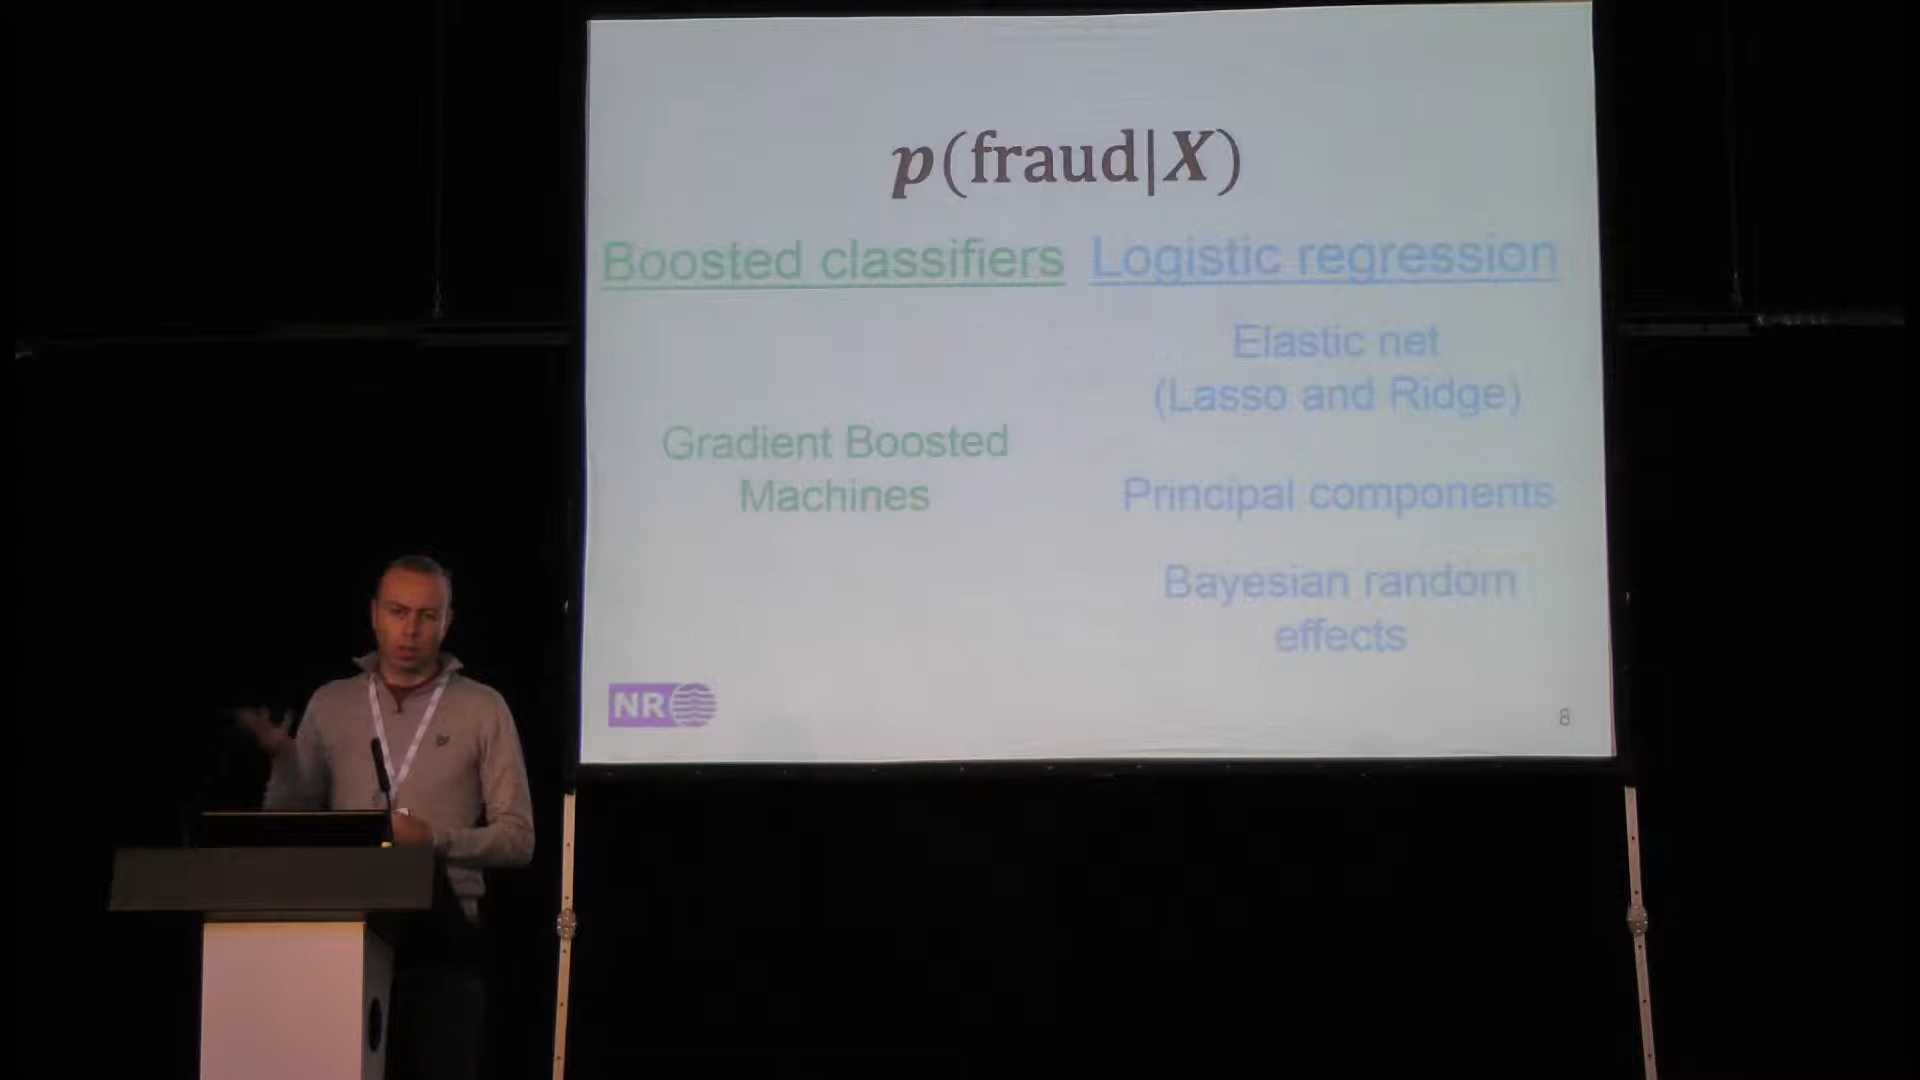 p(fraud|X)
Boosted classifiers
Logistic regression
Gradient Boosted
Machines
Elastic net
(Lasso and Ridge)
Principal components
Bayesian random
effects
NR
8